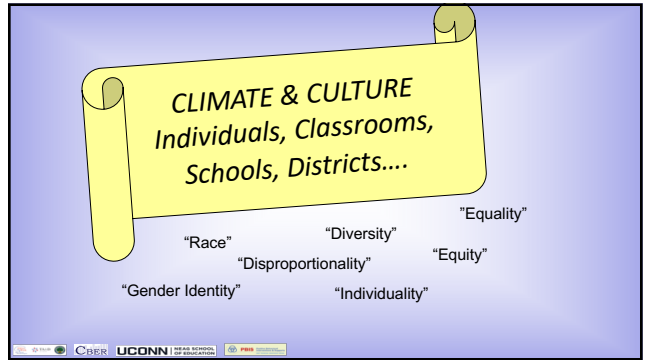 CLIMATE & CULTURE
Individuals, Classrooms,
Schools, Districts….
"Equality"
“Race”
“Diversity”
“Disproportionality”
“Equity”
“Gender Identity”
“Individuality”
CBER
UCONN | NEAG SCHOOL
OF EDUCATION
PBIS